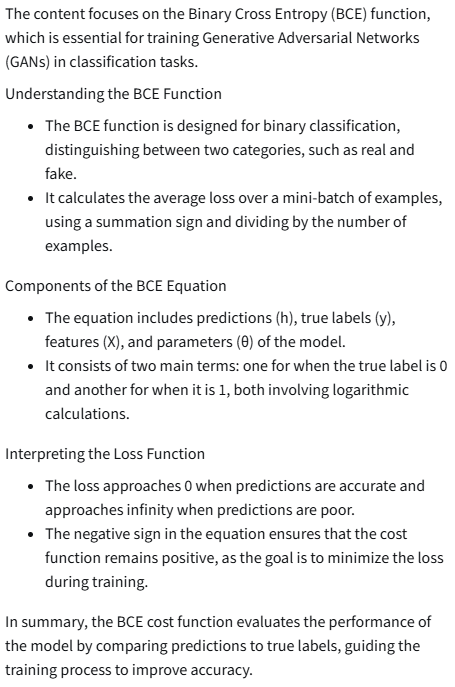 The content focuses on the Binary Cross Entropy (BCE) function,
which is essential for training Generative Adversarial Networks
(GANs) in classification tasks.
Understanding the BCE Function
• The BCE function is designed for binary classification,
distinguishing between two categories, such as real and
fake.
• It calculates the average loss over a mini-batch of examples,
using a summation sign and dividing by the number of
examples.
Components of the BCE Equation
• The equation includes predictions (h), true labels (y),
features (X), and parameters (θ) of the model.
• It consists of two main terms: one for when the true label is 0
and another for when it is 1, both involving logarithmic
calculations.
Interpreting the Loss Function
• The loss approaches 0 when predictions are accurate and
approaches infinity when predictions are poor.
• The negative sign in the equation ensures that the cost
function remains positive, as the goal is to minimize the loss
during training.
In summary, the BCE cost function evaluates the performance of
the model by comparing predictions to true labels, guiding the
training process to improve accuracy.